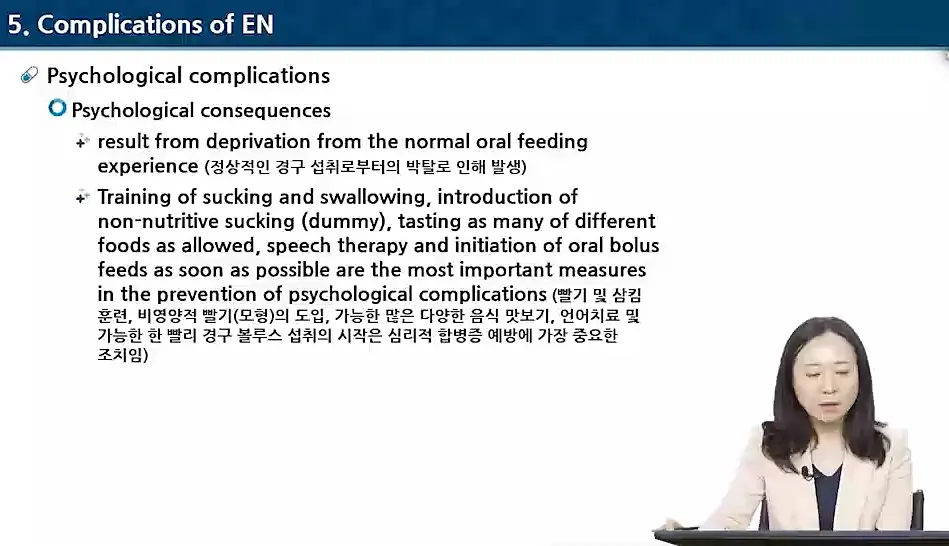 5. Complications of EN
Psychological complications
Psychological consequences
result from deprivation from the normal oral feeding
experience (정상적인 경구 섭취로부터의 박탈로 인해 발생)
Training of sucking and swallowing, introduction of
non-nutritive sucking (dummy), tasting as many of different
foods as allowed, speech therapy and initiation of oral bolus
feeds as soon as possible are the most important measures
in the prevention of psychological complications (빨기 및 삼킴
훈련, 비영양적 빨기(모형)의 도입, 가능한 많은 다양한 음식 맛보기, 언어치료 및
가능한 한 빨리 경구 볼루스 섭취의 시작은 심리적 합병증 예방에 가장 중요한
조치임)